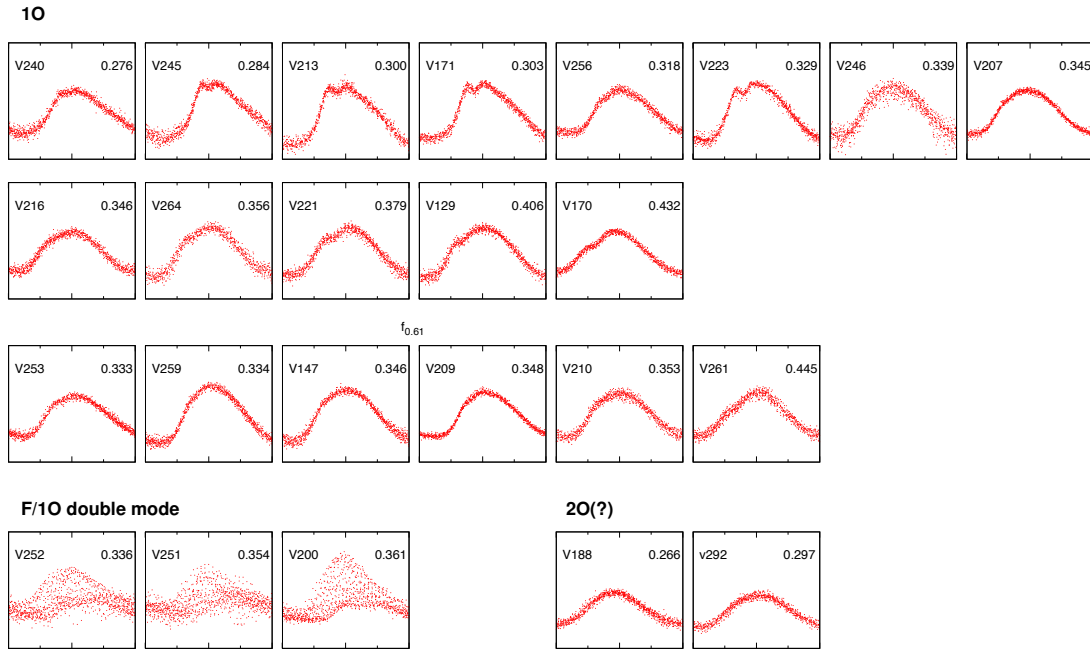 1O
V240 0.276 V245 0.284 V213 0.300 V171 0.303 V256 0.318 V223 0.329 V246 0.339 V207 0.345
V216 0.346 V264 0.356 V221 0.379 V129 0.406 V170 0.432
f0.61
V253 0.333 V259 0.334 V147 0.346 V209 0.348 V210 0.353 V261 0.445
F/1O double mode 2O(?)
V252 0.336 V251 0.354 V200 0.361 V188 0.266 v292 0.297